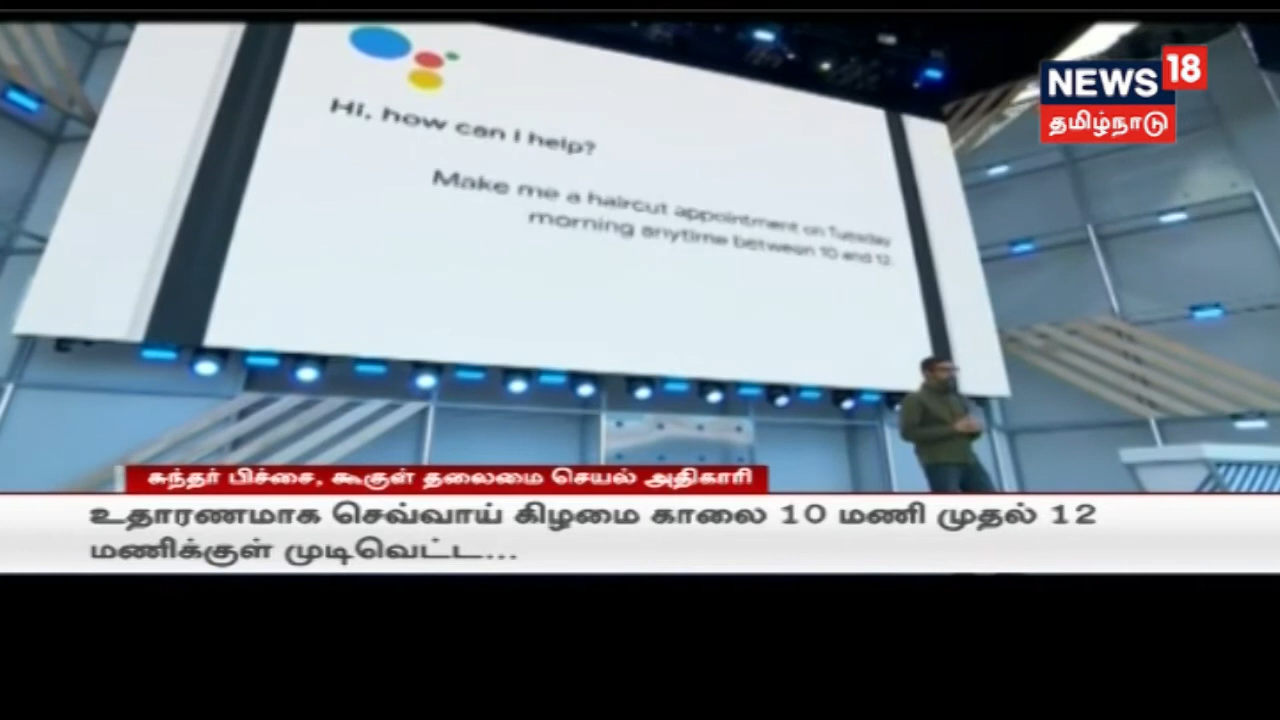 Hi, how can I help?
Make me a haircut appointment on Tuesday
morning anytime between 10 and 12.
NEWS 18
தமிழ்நாடு
சுந்தர் பிச்சை, கூகுள் தலைமை செயல் அதிகாரி
உதாரணமாக செவ்வாய் கிழமை காலை 10 மணி முதல் 12
மணிக்குள் முடிவெட்ட...